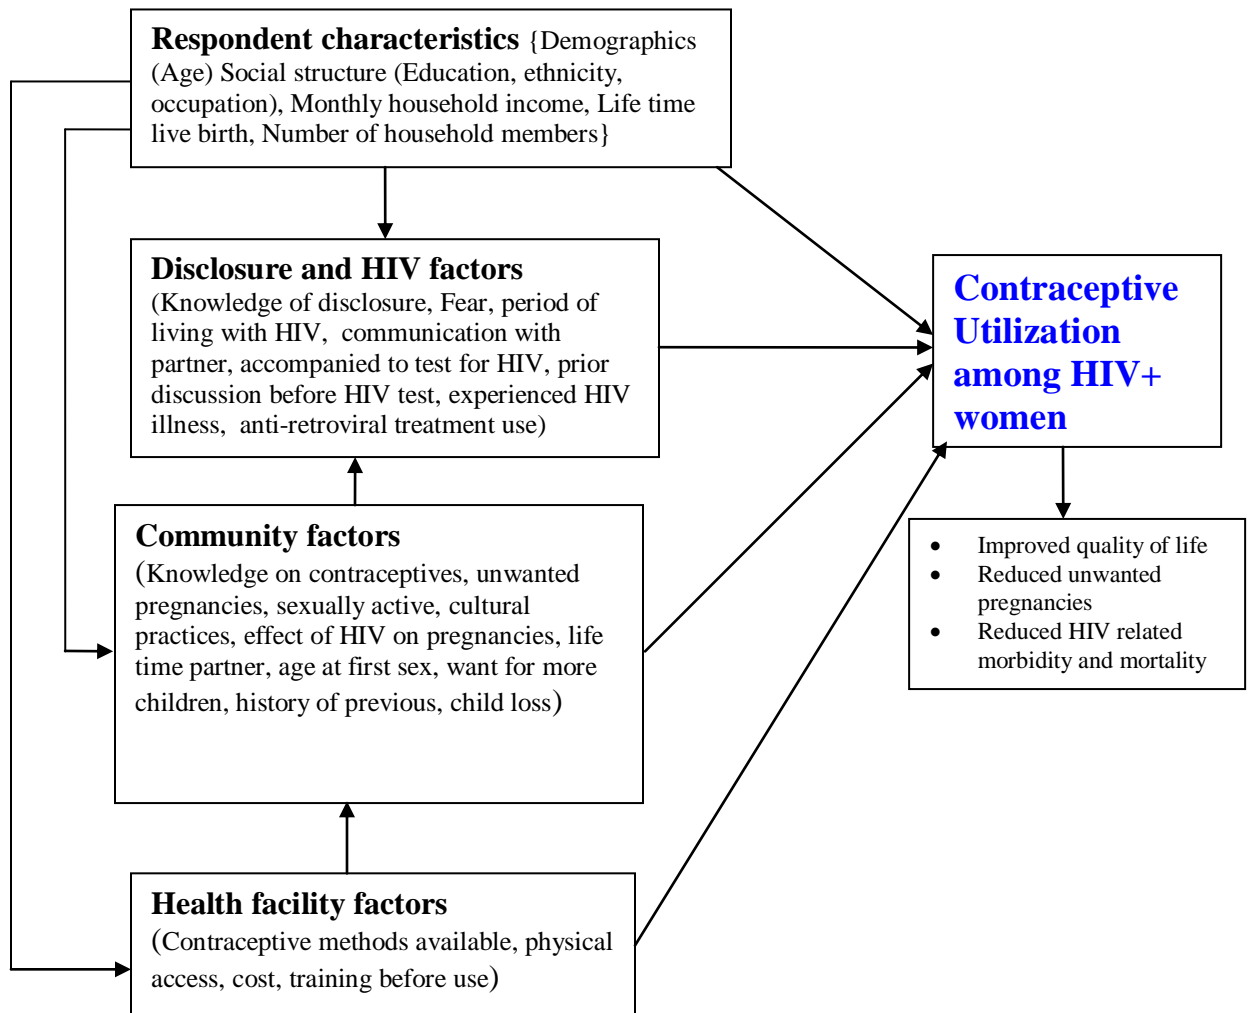 Respondent characteristics {Demographics
(Age) Social structure (Education, ethnicity,
occupation), Monthly household income, Life time
live birth, Number of household members}
Disclosure and HIV factors
(Knowledge of disclosure, Fear, period of
living with HIV, communication with
partner, accompanied to test for HIV, prior
discussion before HIV test, experienced HIV
illness, anti-retroviral treatment use)
Contraceptive
Utilization
among HIV+
women
Community factors
(Knowledge on contraceptives, unwanted
pregnancies, sexually active, cultural
practices, effect of HIV on pregnancies, life
time partner, age at first sex, want for more
children, history of previous, child loss)
• Improved quality of life
• Reduced unwanted
pregnancies
• Reduced HIV related
morbidity and mortality
Health facility factors
(Contraceptive methods available, physical
access, cost, training before use)